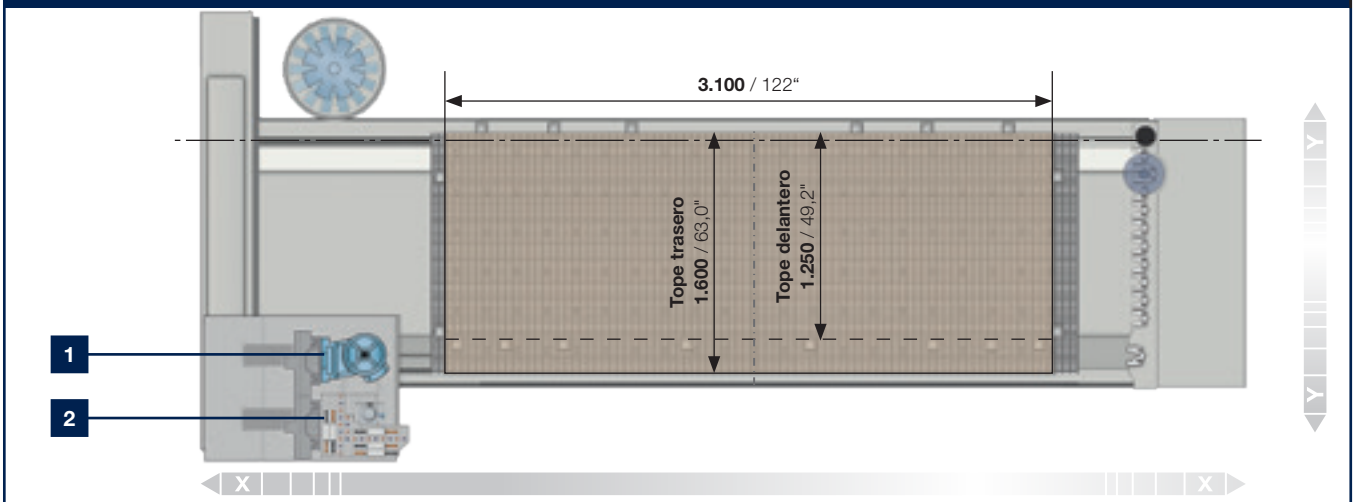 3.100 / 122“
Tope trasero
1.600 / 63,0"
Tope delantero
1.250 / 49,2"
1
2
Y
Y
X
X